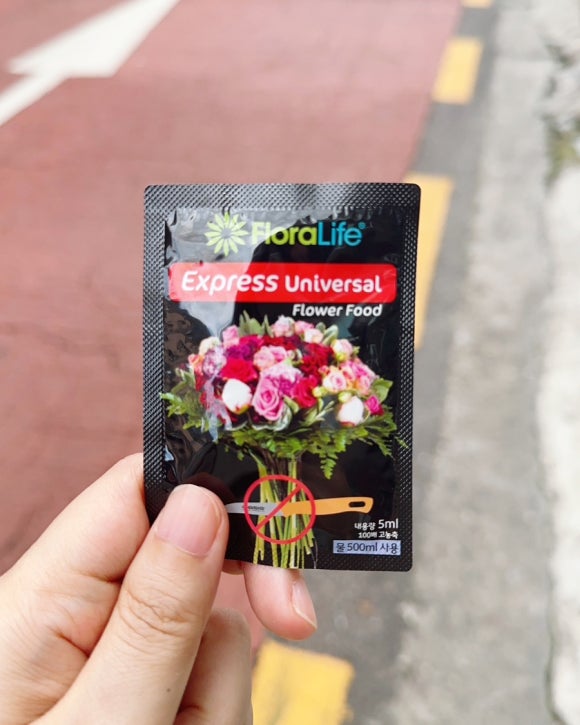 FloraLife®
Express Universal
Flower Food
내용량 5ml
100배 고농축
물 500ml 사용